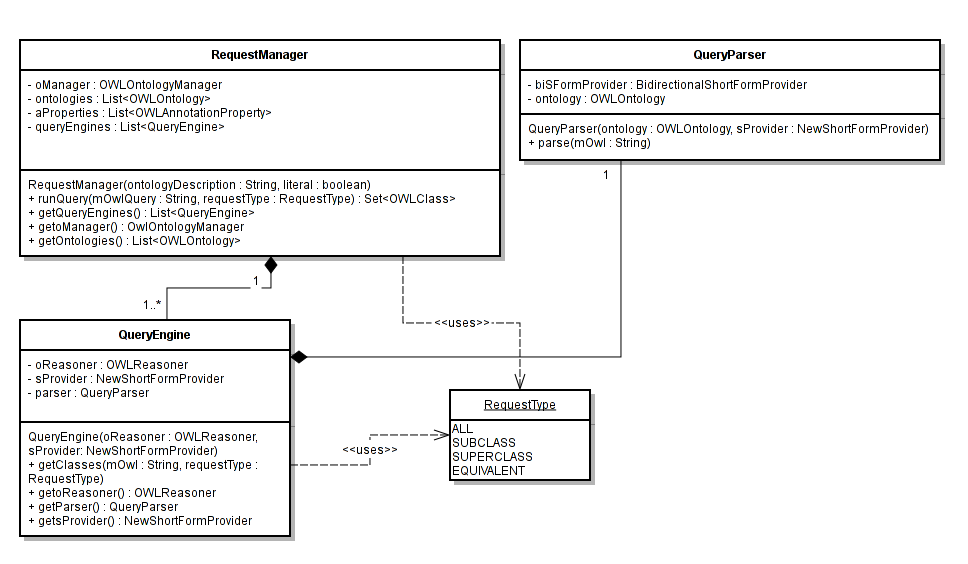 RequestManager
- oManager : OWLOntologyManager
- ontologies : List<OWLOntology>
- aProperties : List<OWLAnnotationProperty>
- queryEngines : List<QueryEngine>
RequestManager(ontologyDescription : String, literal : boolean)
+ runQuery(mOwlQuery : String, requestType : RequestType) : Set<OWLClass>
+ getQueryEngines() : List<QueryEngine>
+ getoManager() : OwlOntologyManager
+ getOntologies() : List<OWLOntology>
QueryParser
- biSFormProvider : BidirectionalShortFormProvider
- ontology : OWLOntology
QueryParser(ontology : OWLOntology, sProvider : NewShortFormProvider)
+ parse(mOwl : String)
1
1
1..*
<<uses>>
QueryEngine
- oReasoner : OWLReasoner
- sProvider : NewShortFormProvider
- parser : QueryParser
QueryEngine(oReasoner : OWLReasoner,
sProvider: NewShortFormProvider)
+ getClasses(mOwl : String, requestType :
RequestType)
+ getoReasoner() : OWLReasoner
+ getParser() : QueryParser
+ getsProvider() : NewShortFormProvider
<<uses>>
RequestType
ALL
SUBCLASS
SUPERCLASS
EQUIVALENT